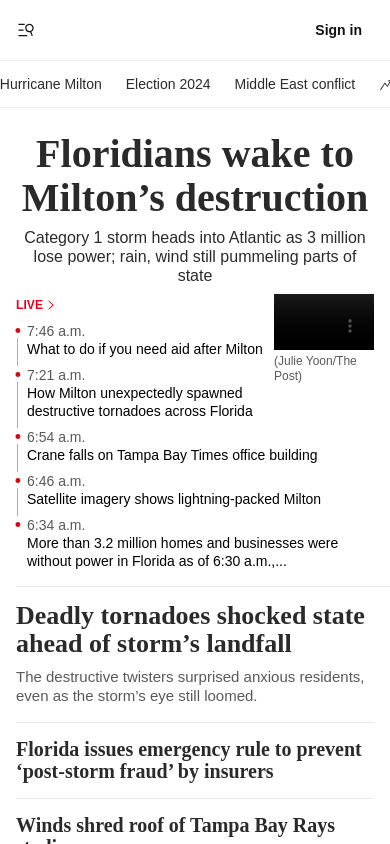 Sign in
Hurricane Milton Election 2024 Middle East conflict
Floridians wake to
Milton’s destruction
Category 1 storm heads into Atlantic as 3 million
lose power; rain, wind still pummeling parts of
state
LIVE
7:46 a.m.
What to do if you need aid after Milton
7:21 a.m.
How Milton unexpectedly spawned
destructive tornadoes across Florida
6:54 a.m.
Crane falls on Tampa Bay Times office building
6:46 a.m.
Satellite imagery shows lightning-packed Milton
6:34 a.m.
More than 3.2 million homes and businesses were
without power in Florida as of 6:30 a.m.,...
(Julie Yoon/The
Post)
Deadly tornadoes shocked state
ahead of storm’s landfall
The destructive twisters surprised anxious residents,
even as the storm’s eye still loomed.
Florida issues emergency rule to prevent
‘post-storm fraud’ by insurers
Winds shred roof of Tampa Bay Rays